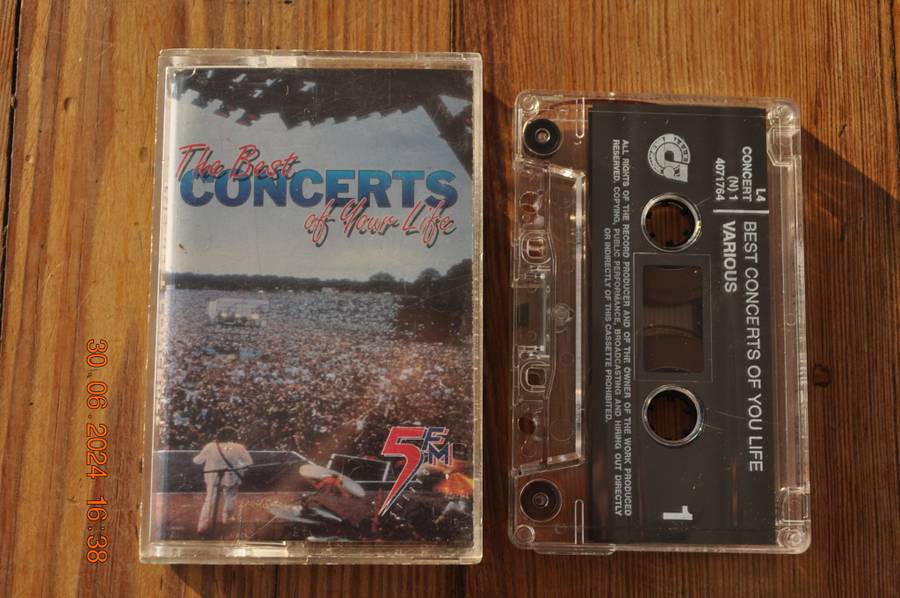 The Best
CONCERTS
of Your Life
5FM
30.06.2024 16:38
L4
CONCERT
(N) 1
4071764
BEST CONCERTS OF YOU LIFE
VARIOUS
ALL RIGHTS OF THE RECORD PRODUCER AND OF THE OWNER OF THE WORK PRODUCED
RESERVED. COPYING, PUBLIC PERFORMANCE, BROADCASTING AND HIRING OUT DIRECTLY
OR INDIRECTLY OF THIS CASSETTE PROHIBITED.
1